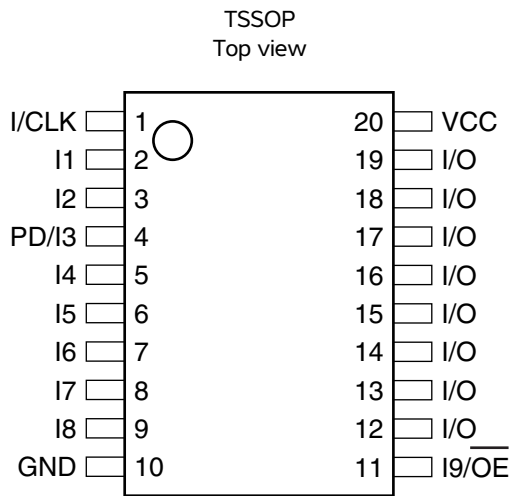 TSSOP
Top view
I/CLK 1 20 VCC
I1 2 19 I/O
I2 3 18 I/O
PD/I3 4 17 I/O
I4 5 16 I/O
I5 6 15 I/O
I6 7 14 I/O
I7 8 13 I/O
I8 9 12 I/O
GND 10 11 I9/O̅E̅